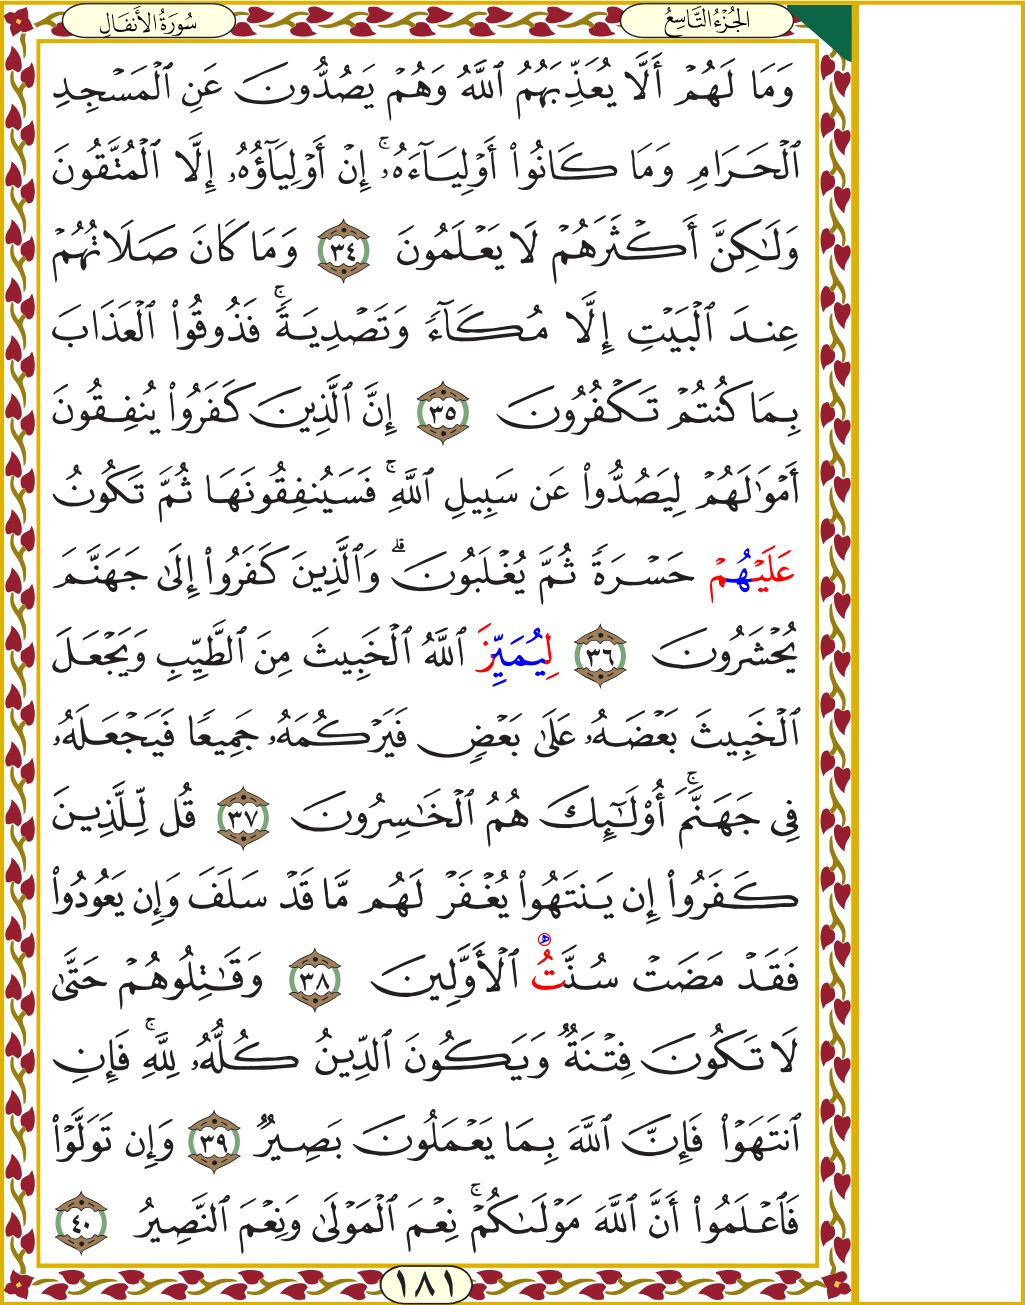 الجُزْءُ التَّاسِعُ
سُورَةُ الأَنفَالِ
وَمَا لَهُمۡ أَلَّا يُعَذِّبَهُمُ ٱللَّهُ وَهُمۡ يَصُدُّونَ عَنِ ٱلۡمَسۡجِدِ
ٱلۡحَرَامِ وَمَا كَانُواْ أَوۡلِيَآءَهُۥٓۚ إِنۡ أَوۡلِيَآؤُهُۥ إِلَّا ٱلۡمُتَّقُونَ
وَلَٰكِنَّ أَكۡثَرَهُمۡ لَا يَعۡلَمُونَ ٣٤ وَمَا كَانَ صَلَاتُهُمۡ
عِندَ ٱلۡبَيۡتِ إِلَّا مُكَآءٗ وَتَصۡدِيَةٗۚ فَذُوقُواْ ٱلۡعَذَابَ
بِمَا كُنتُمۡ تَكۡفُرُونَ ٣٥ إِنَّ ٱلَّذِينَ كَفَرُواْ يُنفِقُونَ
أَمۡوَٰلَهُمۡ لِيَصُدُّواْ عَن سَبِيلِ ٱللَّهِۚ فَسَيُنفِقُونَهَا ثُمَّ تَكُونُ
عَلَيۡهُمۡ حَسۡرَةٗ ثُمَّ يُغۡلَبُونَۗ وَٱلَّذِينَ كَفَرُوٓاْ إِلَىٰ جَهَنَّمَ
يُحۡشَرُونَ ٣٦ لِيُمَيِّزَ ٱللَّهُ ٱلۡخَبِيثَ مِنَ ٱلطَّيِّبِ وَيَجۡعَلَ
ٱلۡخَبِيثَ بَعۡضَهُۥ عَلَىٰ بَعۡضٖ فَيَرۡكُمَهُۥ جَمِيعٗا فَيَجۡعَلَهُۥ
فِي جَهَنَّمَۚ أُوْلَٰٓئِكَ هُمُ ٱلۡخَٰسِرُونَ ٣٧ قُل لِّلَّذِينَ
كَفَرُوٓاْ إِن يَنتَهُواْ يُغۡفَرۡ لَهُم مَّا قَدۡ سَلَفَ وَإِن يَعُودُواْ
فَقَدۡ مَضَتۡ سُنَّتُ ٱلۡأَوَّلِينَ ٣٨ وَقَٰتِلُوهُمۡ حَتَّىٰ
لَا تَكُونَ فِتۡنَةٞ وَيَكُونَ ٱلدِّينُ كُلُّهُۥ لِلَّهِۚ فَإِنِ
ٱنتَهَوۡاْ فَإِنَّ ٱللَّهَ بِمَا يَعۡمَلُونَ بَصِيرٞ ٣٩ وَإِن تَوَلَّوۡاْ
فَٱعۡلَمُوٓاْ أَنَّ ٱللَّهَ مَوۡلَىٰكُمۡۚ نِعۡمَ ٱلۡمَوۡلَىٰ وَنِعۡمَ ٱلنَّصِيرُ ٤٠
١٨١